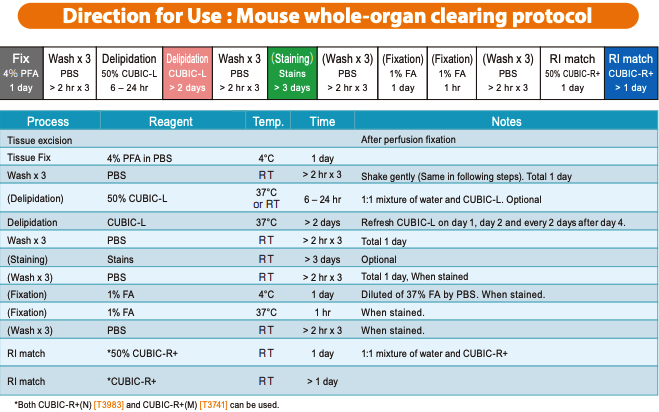 Direction for Use : Mouse whole-organ clearing protocol
Fix
4% PFA
1 day
Wash x 3
PBS
> 2 hr x 3
Delipidation
50% CUBIC-L
6 – 24 hr
Delipidation
CUBIC-L
> 2 days
Wash x 3
PBS
> 2 hr x 3
(Staining)
Stains
> 3 days
(Wash x 3)
PBS
> 2 hr x 3
(Fixation)
1% FA
1 day
(Fixation)
1% FA
1 hr
(Wash x 3)
PBS
> 2 hr x 3
RI match
50% CUBIC-R+
1 day
RI match
CUBIC-R+
> 1 day
Process Reagent Temp. Time Notes
Tissue excision After perfusion fixation
Tissue Fix 4% PFA in PBS 4°C 1 day
Wash x 3 PBS RT > 2 hr x 3 Shake gently (Same in following steps). Total 1 day
(Delipidation) 50% CUBIC-L 37°C or RT 6 – 24 hr 1:1 mixture of water and CUBIC-L. Optional
Delipidation CUBIC-L 37°C > 2 days Refresh CUBIC-L on day 1, day 2 and every 2 days after day 4.
Wash x 3 PBS RT > 2 hr x 3 Total 1 day
(Staining) Stains RT > 3 days Optional
(Wash x 3) PBS RT > 2 hr x 3 Total 1 day, When stained
(Fixation) 1% FA 4°C 1 day Diluted of 37% FA by PBS. When stained.
(Fixation) 1% FA 37°C 1 hr When stained.
(Wash x 3) PBS RT > 2 hr x 3 When stained.
RI match *50% CUBIC-R+ RT 1 day 1:1 mixture of water and CUBIC-R+
RI match *CUBIC-R+ RT > 1 day
*Both CUBIC-R+(N) [T3983] and CUBIC-R+(M) [T3741] can be used.